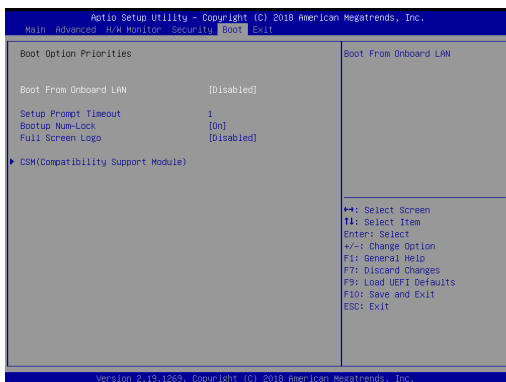 Aptio Setup Utility - Copyright (C) 2018 American Megatrends, Inc.
Main Advanced H/W Monitor Security Boot Exit
Boot Option Priorities
Boot From Onboard LAN [Disabled]
Setup Prompt Timeout 1
Bootup Num-Lock [On]
Full Screen Logo [Disabled]
CSM(Compatibility Support Module)
Boot From Onboard LAN
↔: Select Screen
↑↓: Select Item
Enter: Select
+/-: Change Option
F1: General Help
F7: Discard Changes
F9: Load UEFI Defaults
F10: Save and Exit
ESC: Exit
Version 2.19.1269. Copyright (C) 2018 American Megatrends, Inc.